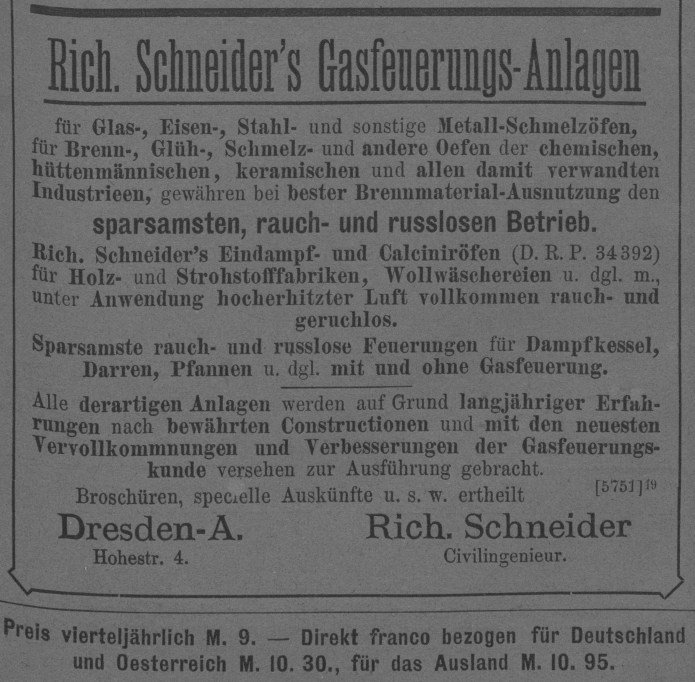 Rich. Schneider's Gasfeuerungs-Anlagen
für Glas-, Eisen-, Stahl- und sonstige Metall-Schmelzöfen,
für Brenn-, Glüh-, Schmelz- und andere Oefen der chemischen,
hüttenmännischen, keramischen und allen damit verwandten
Industrieen, gewähren bei bester Brennmaterial-Ausnutzung den
sparsamsten, rauch- und russlosen Betrieb.
Rich. Schneider's Eindampf- und Calciniröfen (D. R. P. 34392)
für Holz- und Strohstofffabriken, Wollwäschereien u. dgl. m.,
unter Anwendung hocherhitzter Luft vollkommen rauch- und
geruchlos.
Sparsamste rauch- und russlose Feuerungen für Dampfkessel,
Darren, Pfannen u. dgl. mit und ohne Gasfeuerung.
Alle derartigen Anlagen werden auf Grund langjähriger Erfah-
rungen nach bewährten Constructionen und mit den neuesten
Vervollkommnungen und Verbesserungen der Gasfeuerungs-
kunde versehen zur Ausführung gebracht.
Broschüren, specielle Auskünfte u. s. w. ertheilt [5751]19
Dresden-A. Rich. Schneider
Hohestr. 4. Civilingenieur.
Preis vierteljährlich M. 9. — Direkt franco bezogen für Deutschland
und Oesterreich M. 10. 30., für das Ausland M. 10. 95.